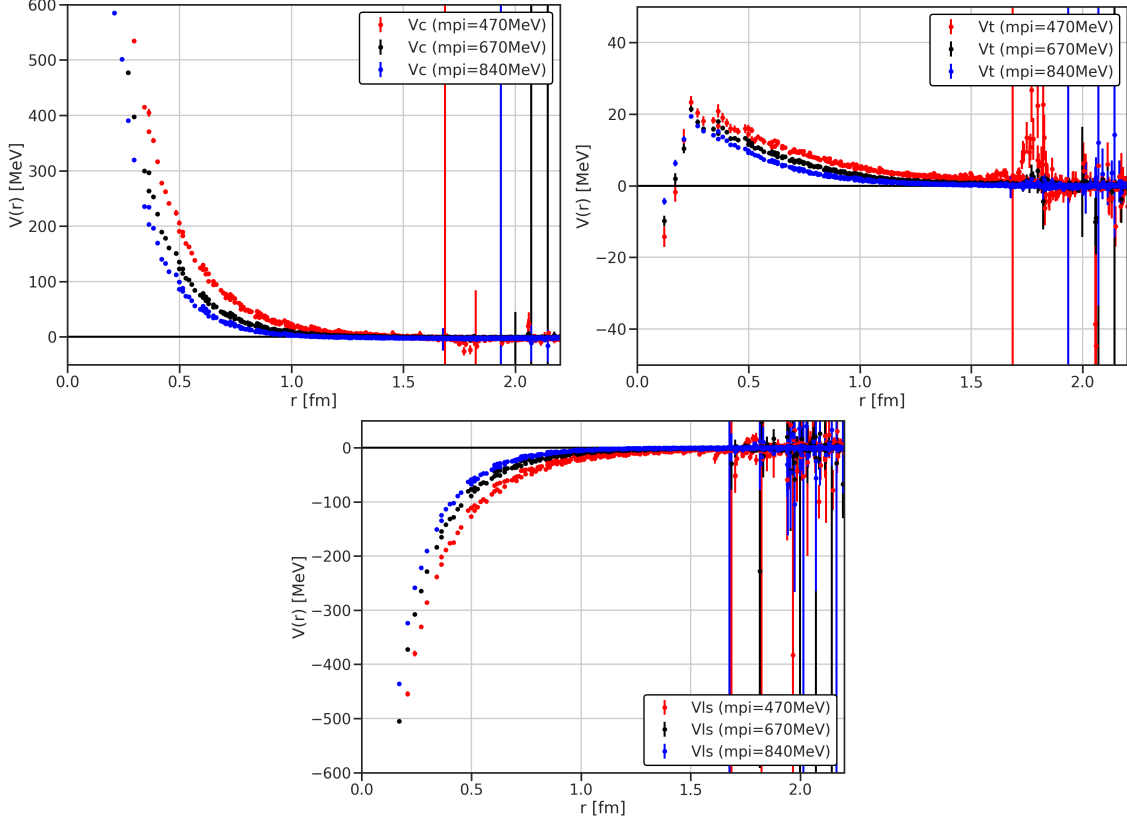 600
500
400
300
200
100
0
V(r) [MeV]
0.0 0.5 1.0 1.5 2.0
r [fm]
Vc (mpi=470MeV)
Vc (mpi=670MeV)
Vc (mpi=840MeV)
40
20
0
−20
−40
V(r) [MeV]
0.0 0.5 1.0 1.5 2.0
r [fm]
Vt (mpi=470MeV)
Vt (mpi=670MeV)
Vt (mpi=840MeV)
0
−100
−200
−300
−400
−500
−600
V(r) [MeV]
0.0 0.5 1.0 1.5 2.0
r [fm]
Vls (mpi=470MeV)
Vls (mpi=670MeV)
Vls (mpi=840MeV)